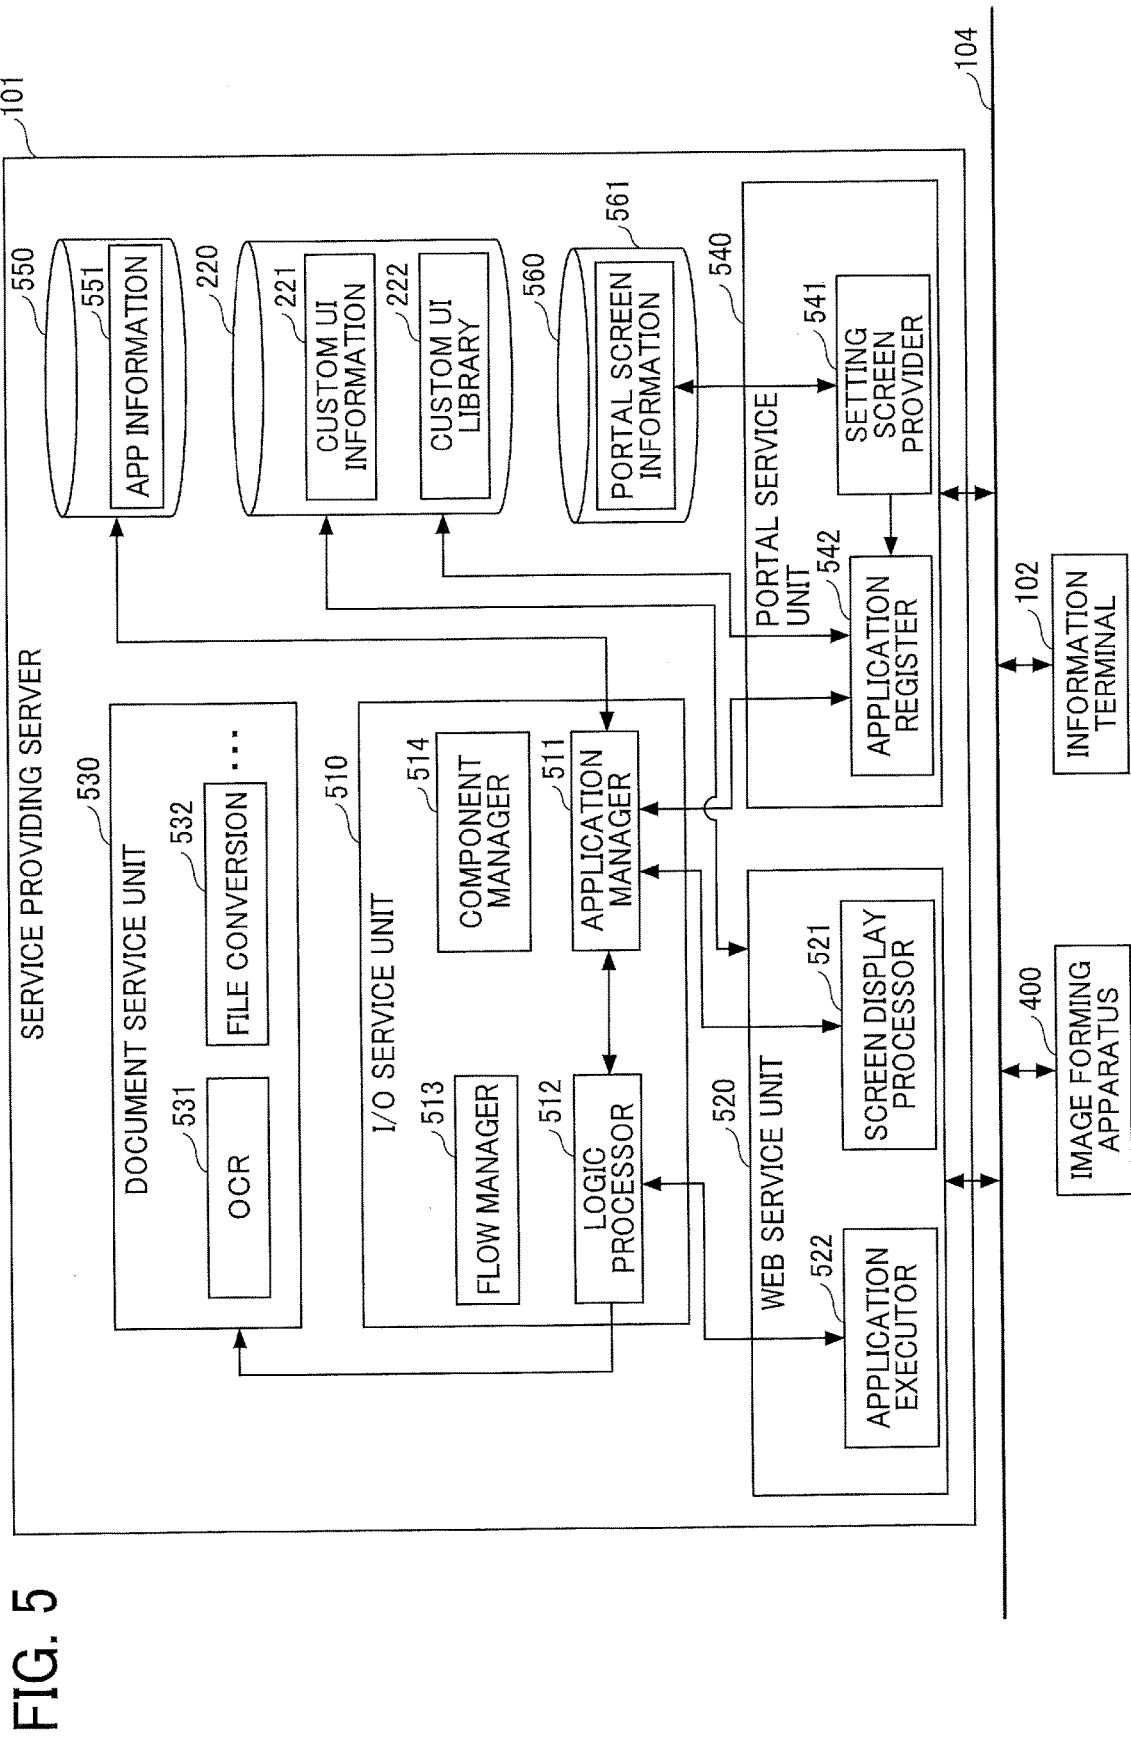 FIG. 5
SERVICE PROVIDING SERVER
101
DOCUMENT SERVICE UNIT
530
531
OCR
532
FILE CONVERSION
...
550
551
APP INFORMATION
220
221
CUSTOM UI
INFORMATION
222
CUSTOM UI
LIBRARY
I/O SERVICE UNIT
510
513
FLOW MANAGER
514
COMPONENT
MANAGER
512
LOGIC
PROCESSOR
511
APPLICATION
MANAGER
560
561
PORTAL SCREEN
INFORMATION
WEB SERVICE UNIT
520
522
APPLICATION
EXECUTOR
521
SCREEN DISPLAY
PROCESSOR
PORTAL SERVICE
UNIT
540
542
APPLICATION
REGISTER
541
SETTING
SCREEN
PROVIDER
104
400
IMAGE FORMING
APPARATUS
102
INFORMATION
TERMINAL